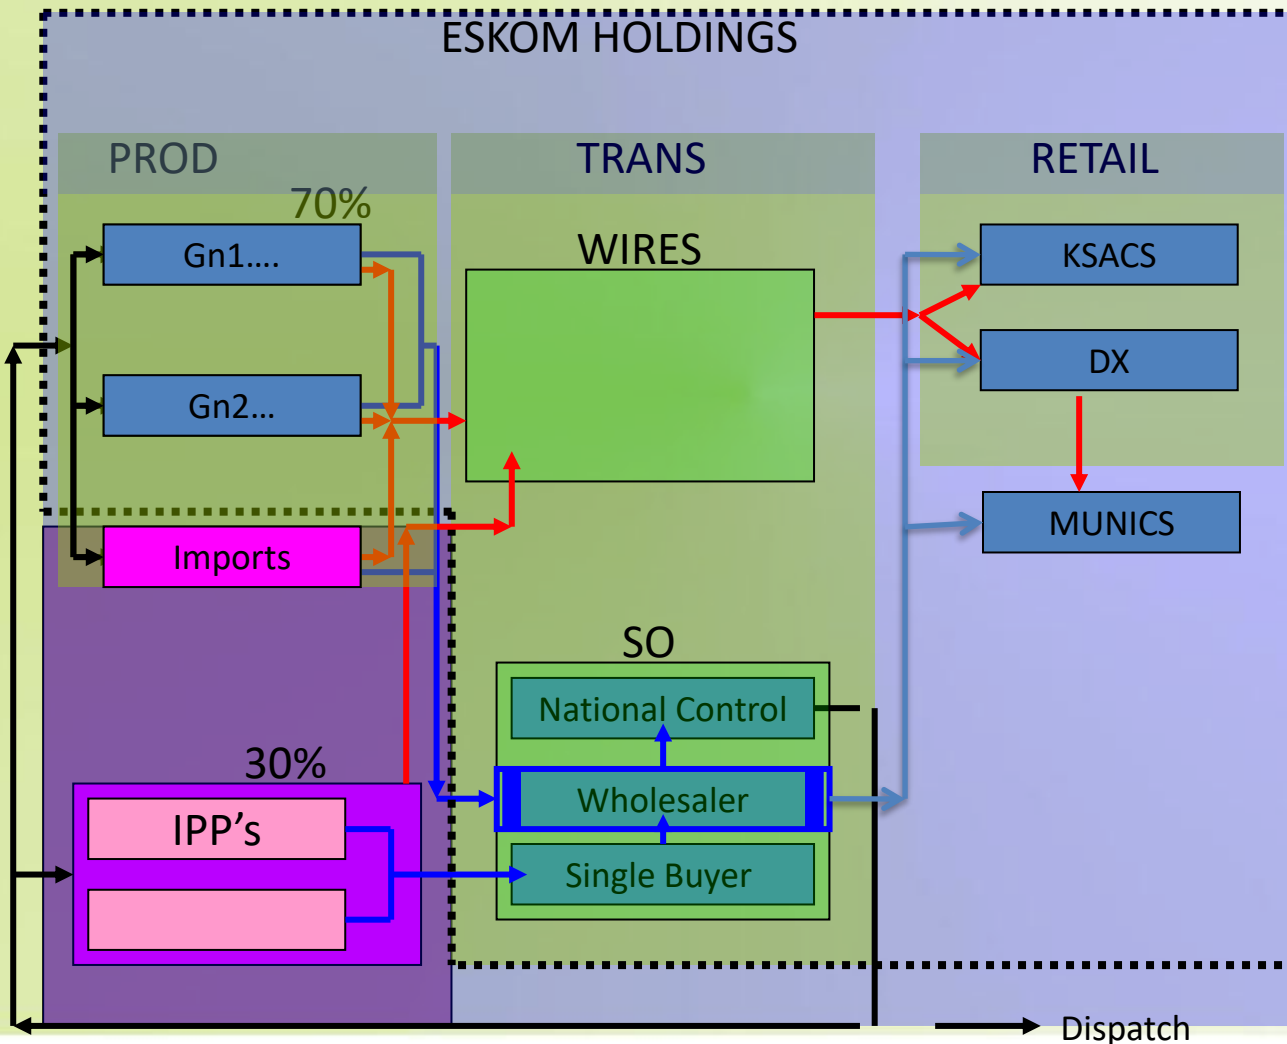 ESKOM HOLDINGS
PROD
TRANS
RETAIL
70%
Gn1....
WIRES
KSACS
DX
Gn2...
MUNICS
Imports
SO
National Control
30%
Wholesaler
IPP's
Single Buyer
Dispatch